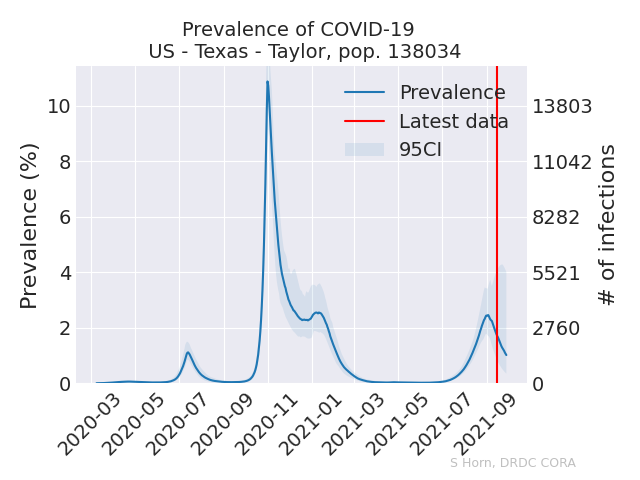 Prevalence of COVID-19
US - Texas - Taylor, pop. 138034
Prevalence
Latest data
95CI
Prevalence (%)
10
8
6
4
2
0
13803
11042
8282
5521
2760
0
# of infections
2020-03
2020-05
2020-07
2020-09
2020-11
2021-01
2021-03
2021-05
2021-07
2021-09
S Horn, DRDC CORA